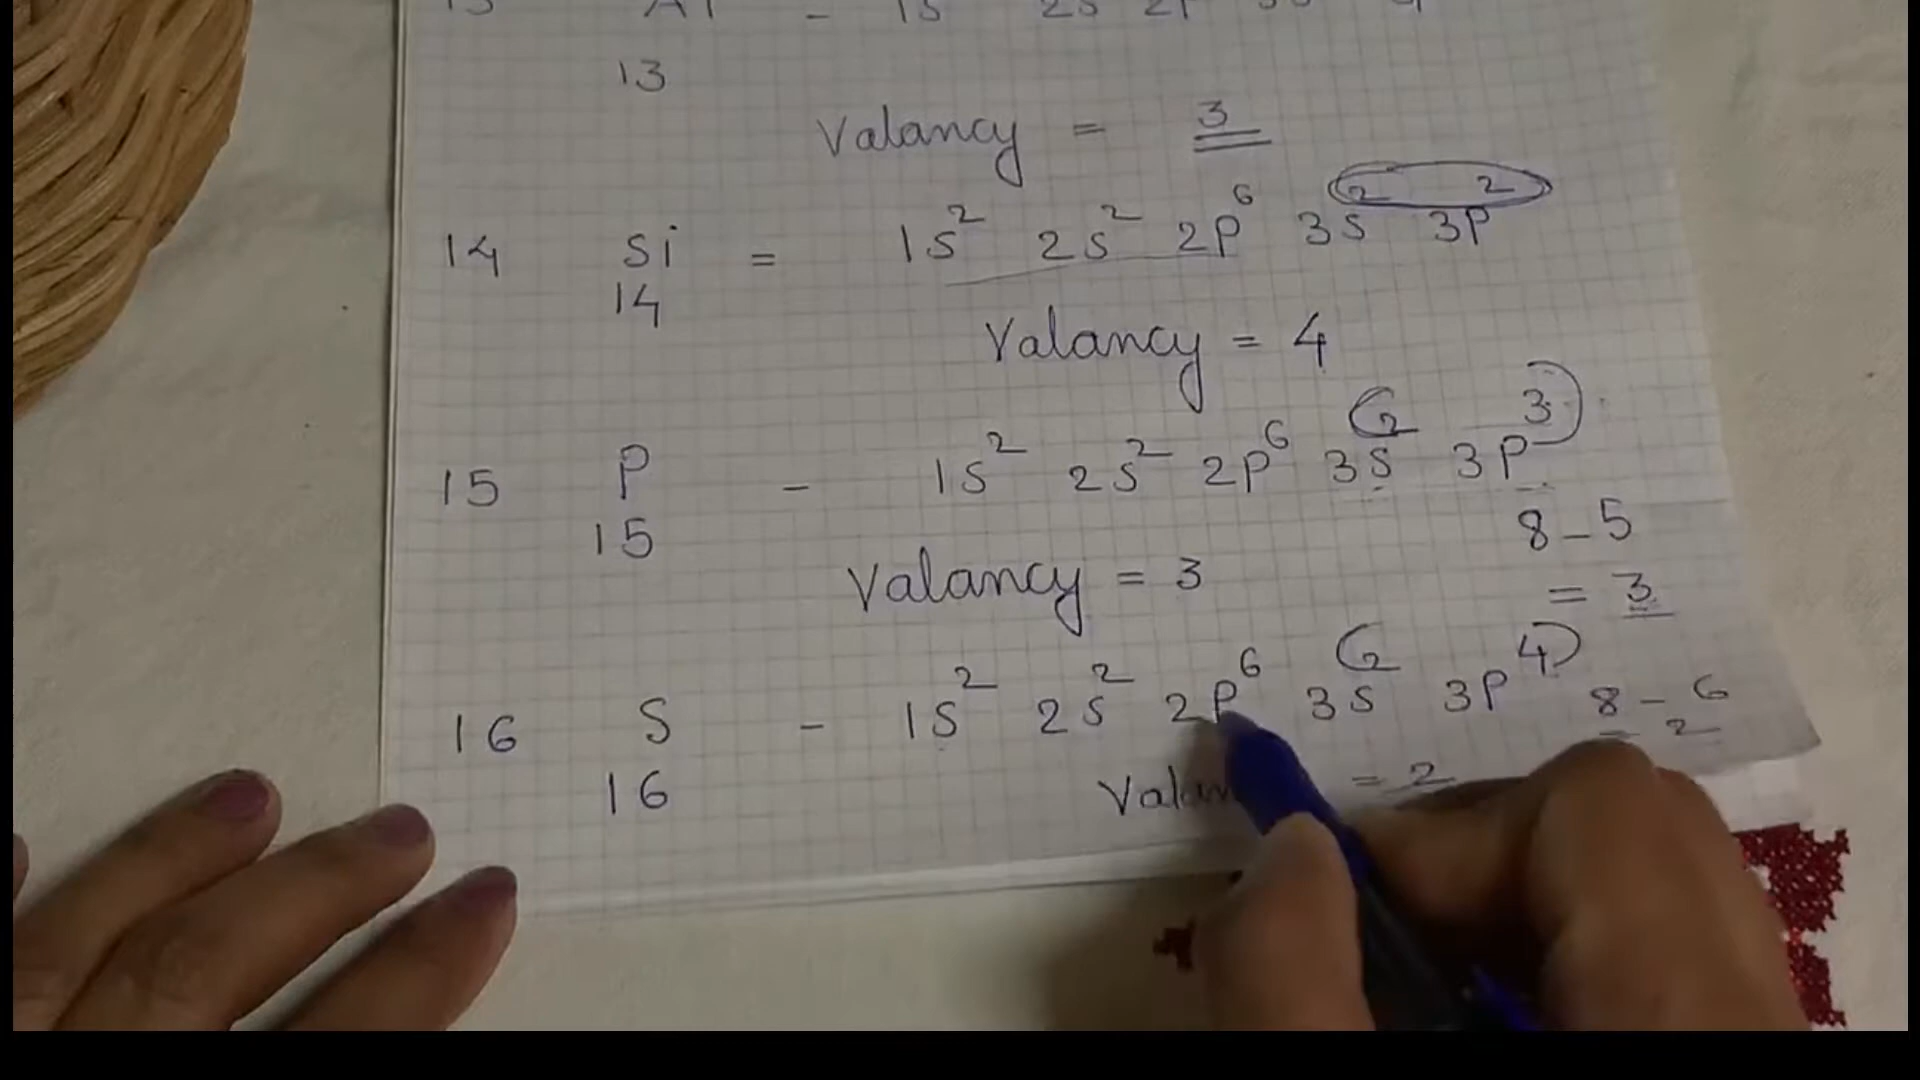 13
Valancy = 3
14 Si = 1s² 2s² 2p⁶ 3s² 3p²
14
Valancy = 4
15 P - 1s² 2s² 2p⁶ 3s² 3p³
15
8 - 5
Valancy = 3
= 3
16 S - 1s² 2s² 2p⁶ 3s² 3p⁴ 8 - 6
2
16
= 2